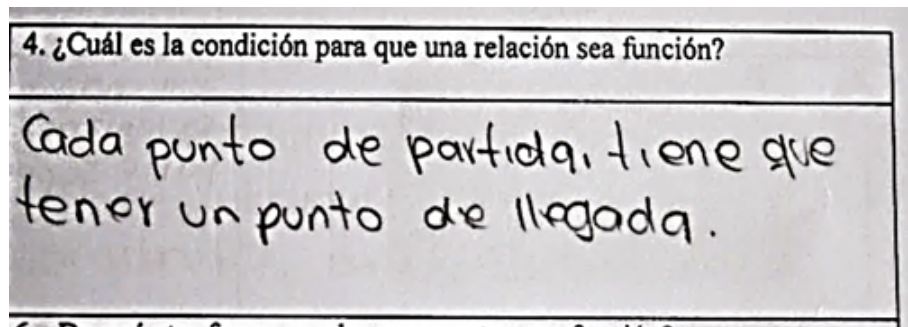 4. ¿Cuál es la condición para que una relación sea función?
Cada punto de partida, tiene que
tener un punto de llegada.